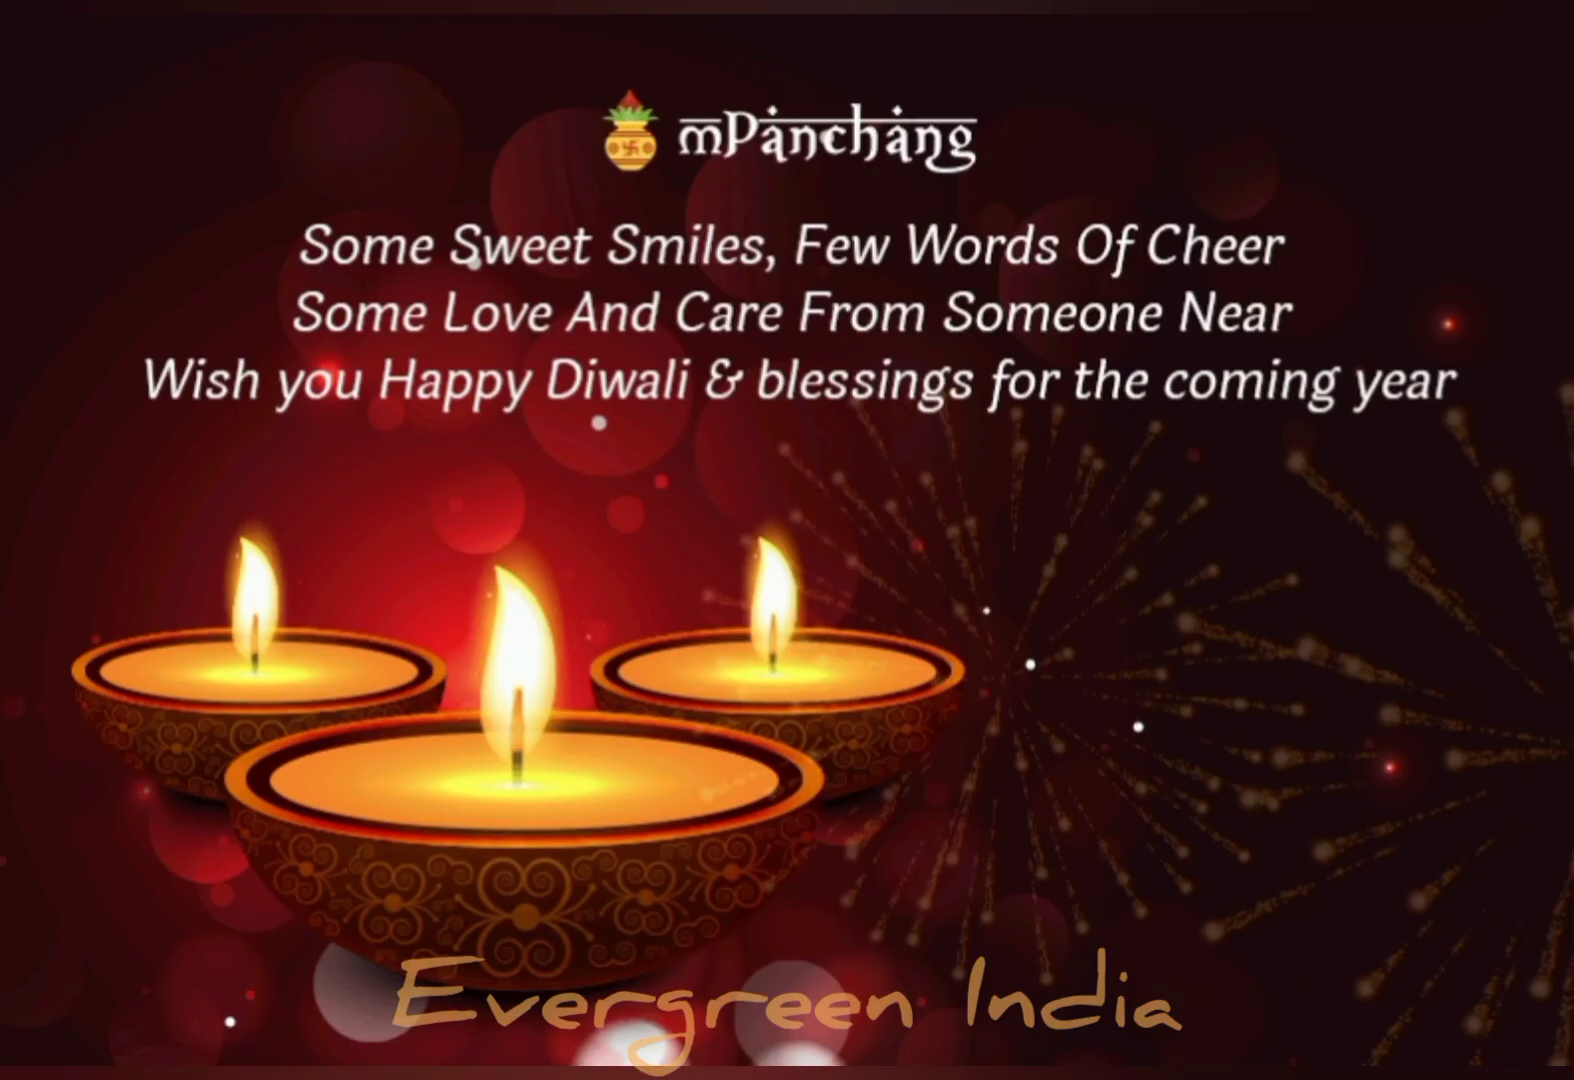 mPanchang
Some Sweet Smiles, Few Words Of Cheer
Some Love And Care From Someone Near
Wish you Happy Diwali & blessings for the coming year
Evergreen India